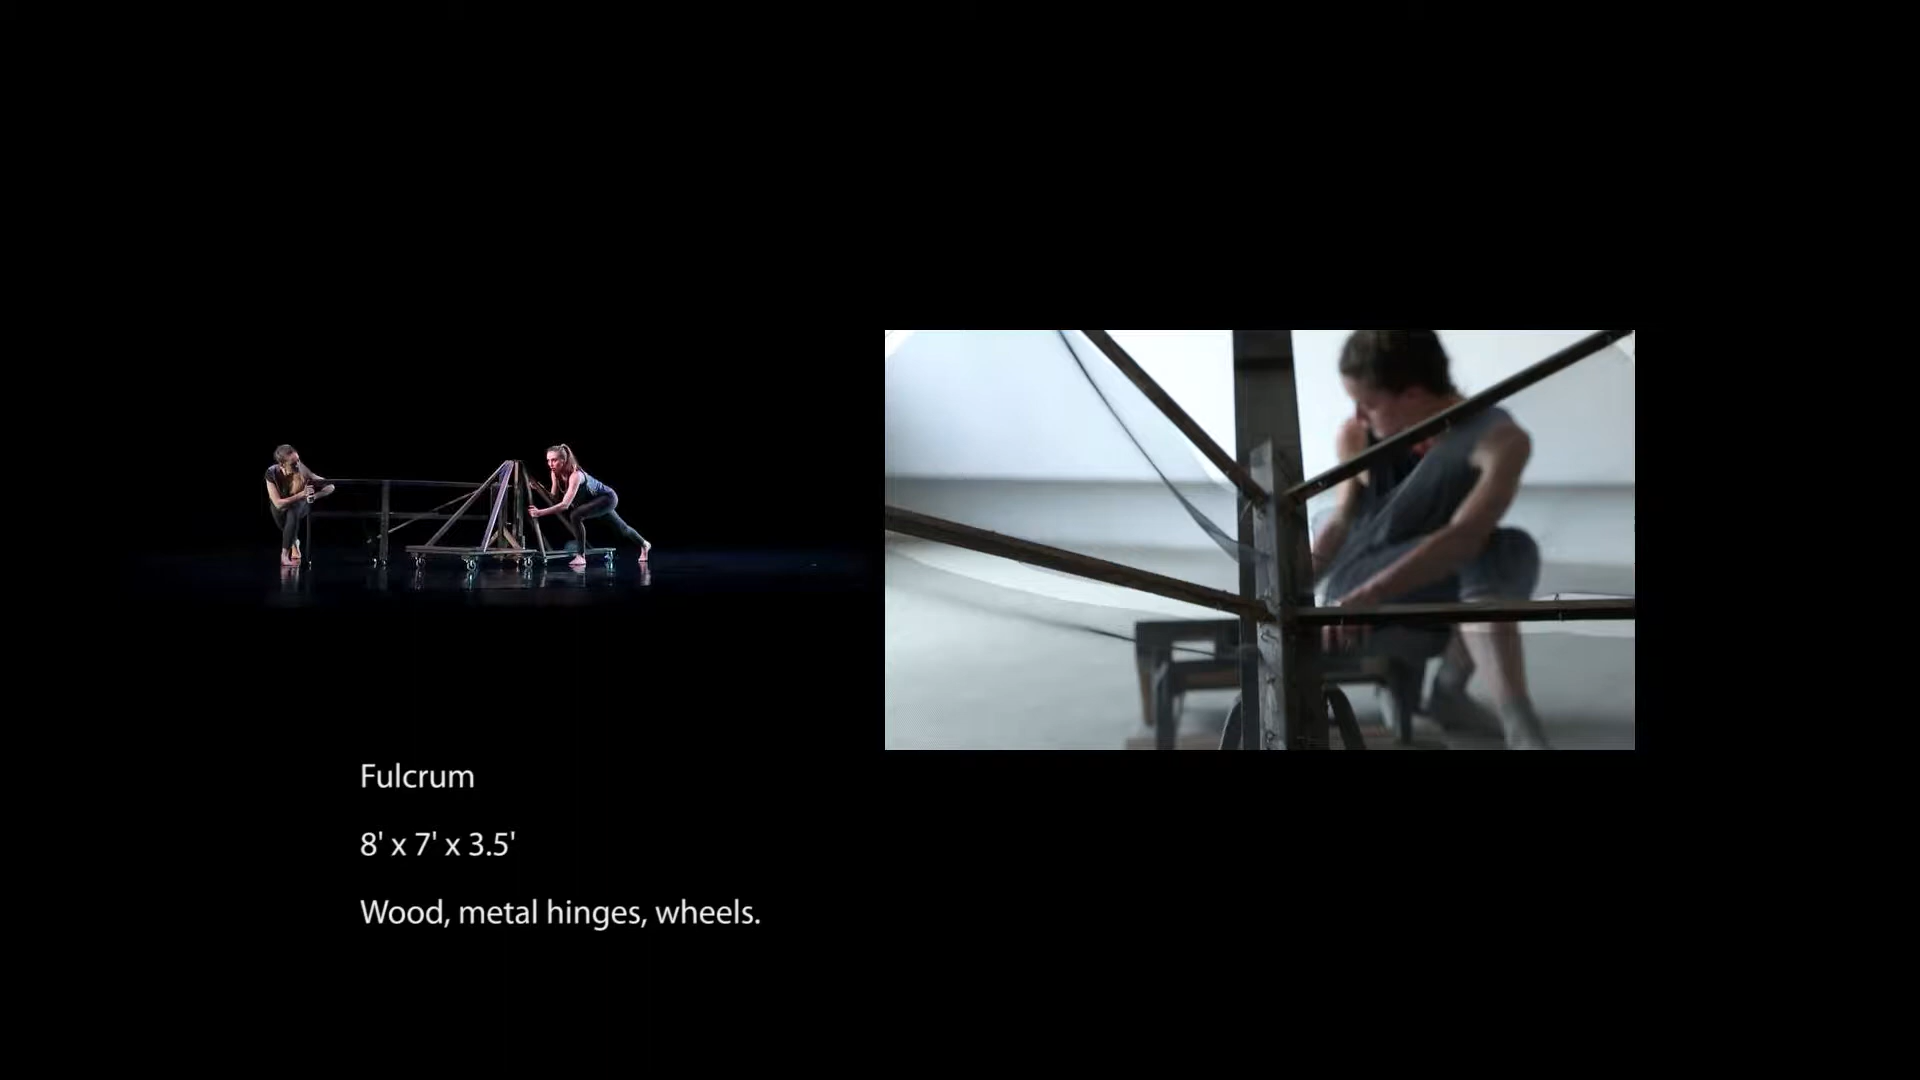 Fulcrum
8' x 7' x 3.5'
Wood, metal hinges, wheels.